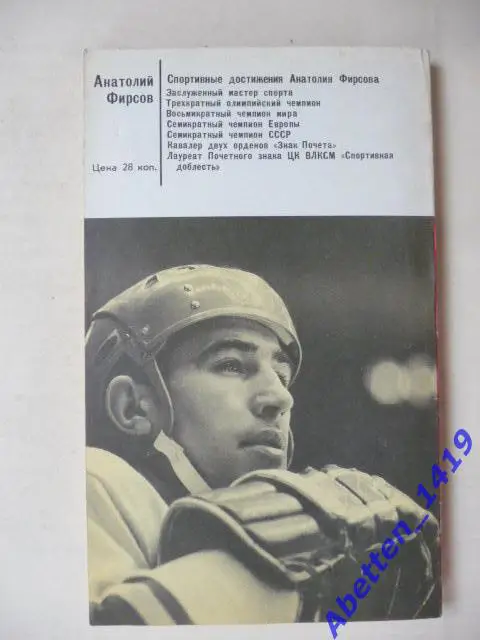 Анатолий
Фирсов
Цена 28 коп.
Спортивные достижения Анатолия Фирсова
Заслуженный мастер спорта
Трехкратный олимпийский чемпион
Восьмикратный чемпион мира
Семикратный чемпион Европы
Семикратный чемпион СССР
Кавалер двух орденов «Знак Почета»
Лауреат Почетного знака ЦК ВЛКСМ «Спортивная
доблесть»
Abetten_1419